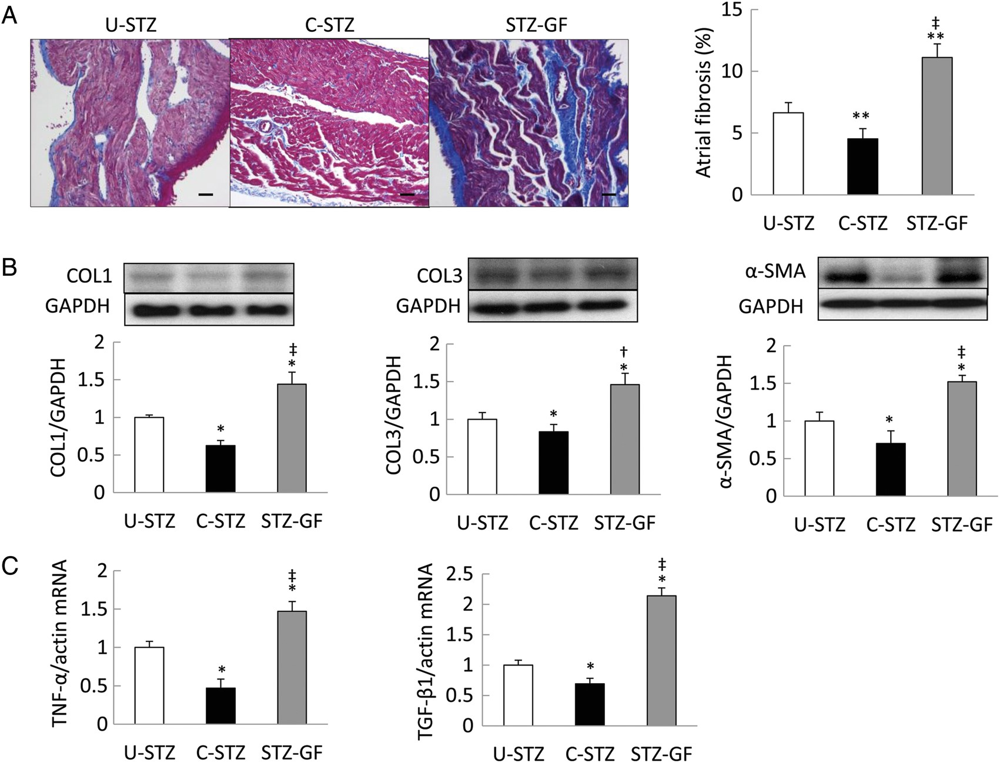 A
U-STZ C-STZ STZ-GF
Atrial fibrosis (%)
15
10
5
0
‡
**
**
U-STZ C-STZ STZ-GF
B
COL1
GAPDH
COL1/GAPDH
2
1.5
1
0.5
0
‡
*
*
U-STZ C-STZ STZ-GF
COL3
GAPDH
COL3/GAPDH
2
1.5
1
0.5
0
†
*
*
U-STZ C-STZ STZ-GF
α-SMA
GAPDH
α-SMA/GAPDH
2
1.5
1
0.5
0
‡
*
*
U-STZ C-STZ STZ-GF
C
TNF-α/actin mRNA
2
1.5
1
0.5
0
‡
*
*
U-STZ C-STZ STZ-GF
TGF-β1/actin mRNA
2.5
2
1.5
1
0.5
0
‡
*
*
U-STZ C-STZ STZ-GF